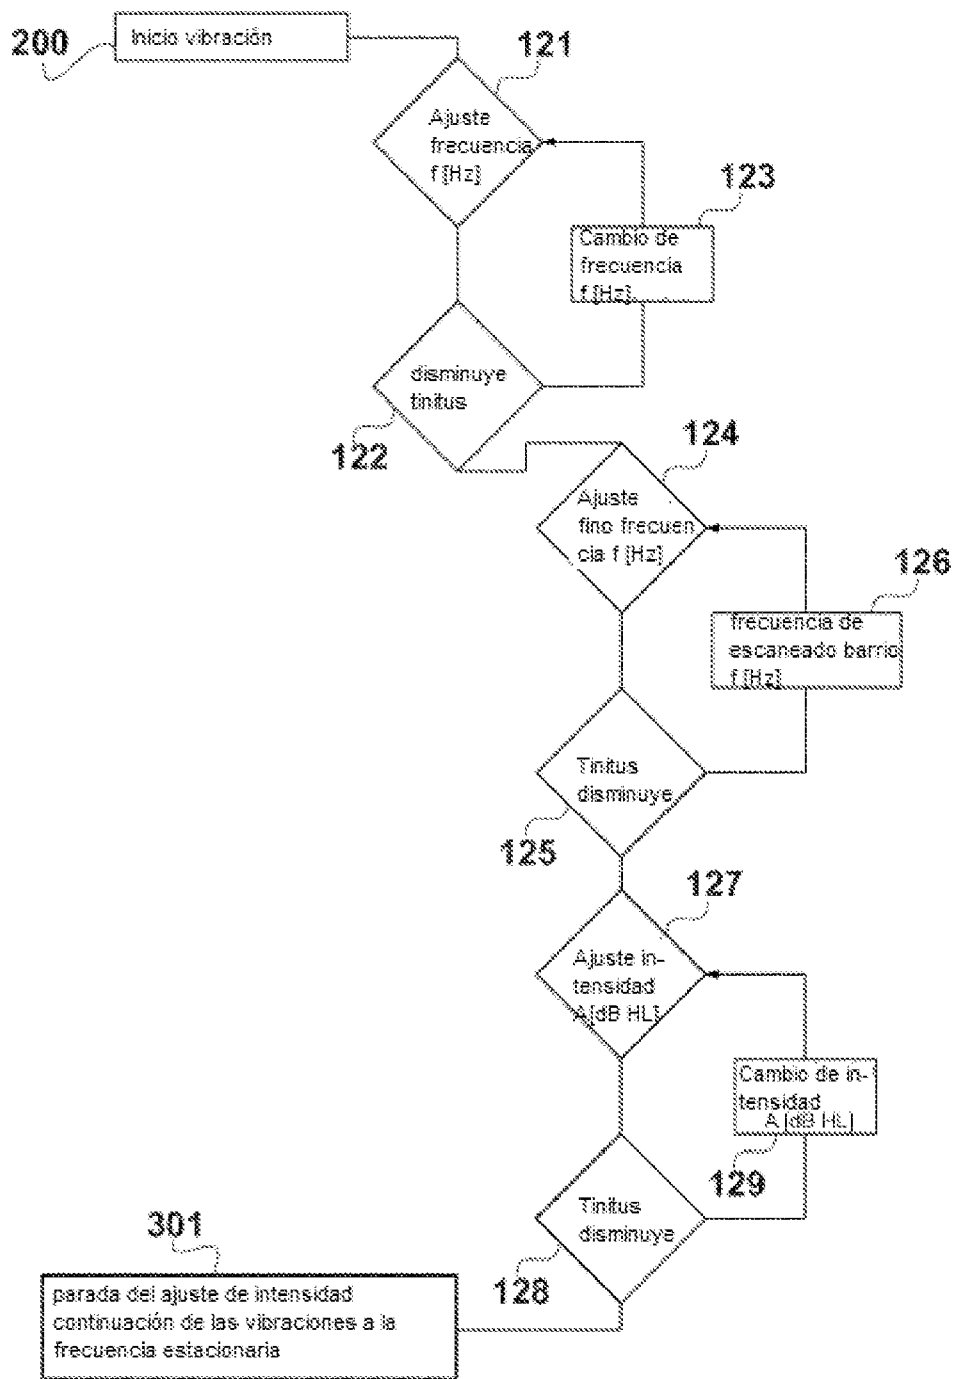 200
Inicio vibración
121
Ajuste
frecuencia
f [Hz]
123
Cambio de
frecuencia
f [Hz]
disminuye
tinitus
122
124
Ajuste
fino frecuen
cia f [Hz]
126
frecuencia de
escaneado barrio
f [Hz]
Tinitus
disminuye
125
127
Ajuste in-
tensidad
A[dB HL]
Cambio de in-
tensidad
A [dB HL]
129
Tinitus
disminuye
128
301
parada del ajuste de intensidad
continuación de las vibraciones a la
frecuencia estacionaria